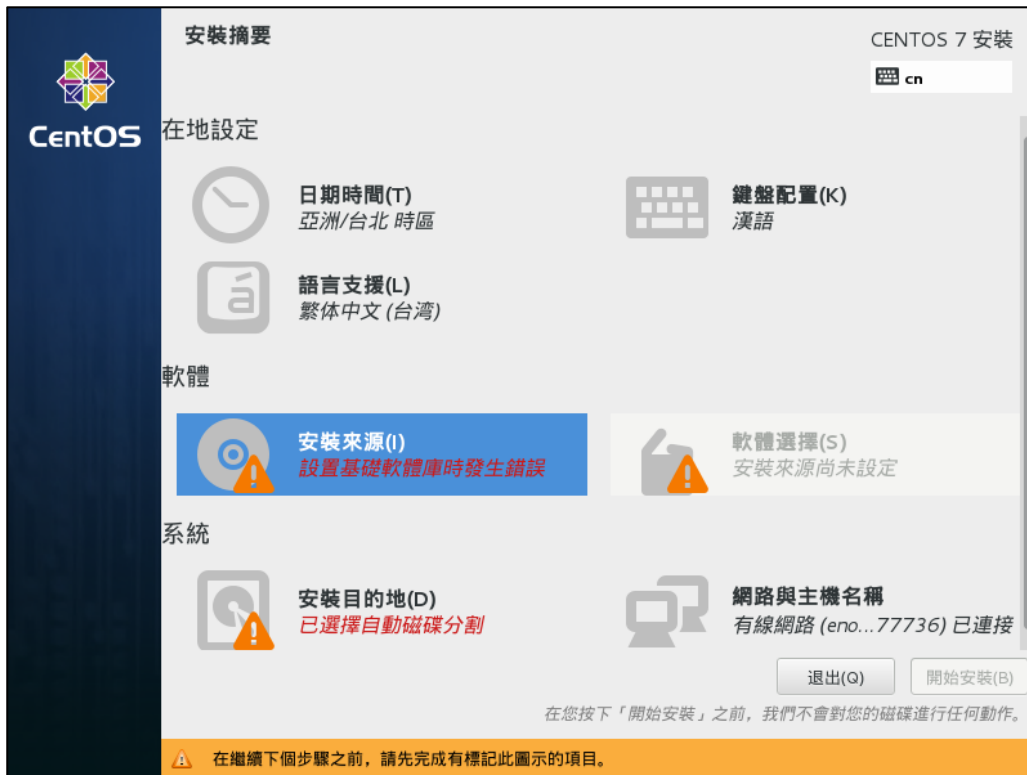 安裝摘要
CENTOS 7 安裝
cn
CentOS
在地設定
日期時間(T)
亞洲/台北 時區
鍵盤配置(K)
漢語
á
語言支援(L)
繁体中文 (台湾)
軟體
安裝來源(I)
設置基礎軟體庫時發生錯誤
軟體選擇(S)
安裝來源尚未設定
系統
安裝目的地(D)
已選擇自動磁碟分割
網路與主機名稱
有線網路 (eno...77736) 已連接
退出(Q)
開始安裝(B)
在您按下「開始安裝」之前，我們不會對您的磁碟進行任何動作。
在繼續下個步驟之前，請先完成有標記此圖示的項目。